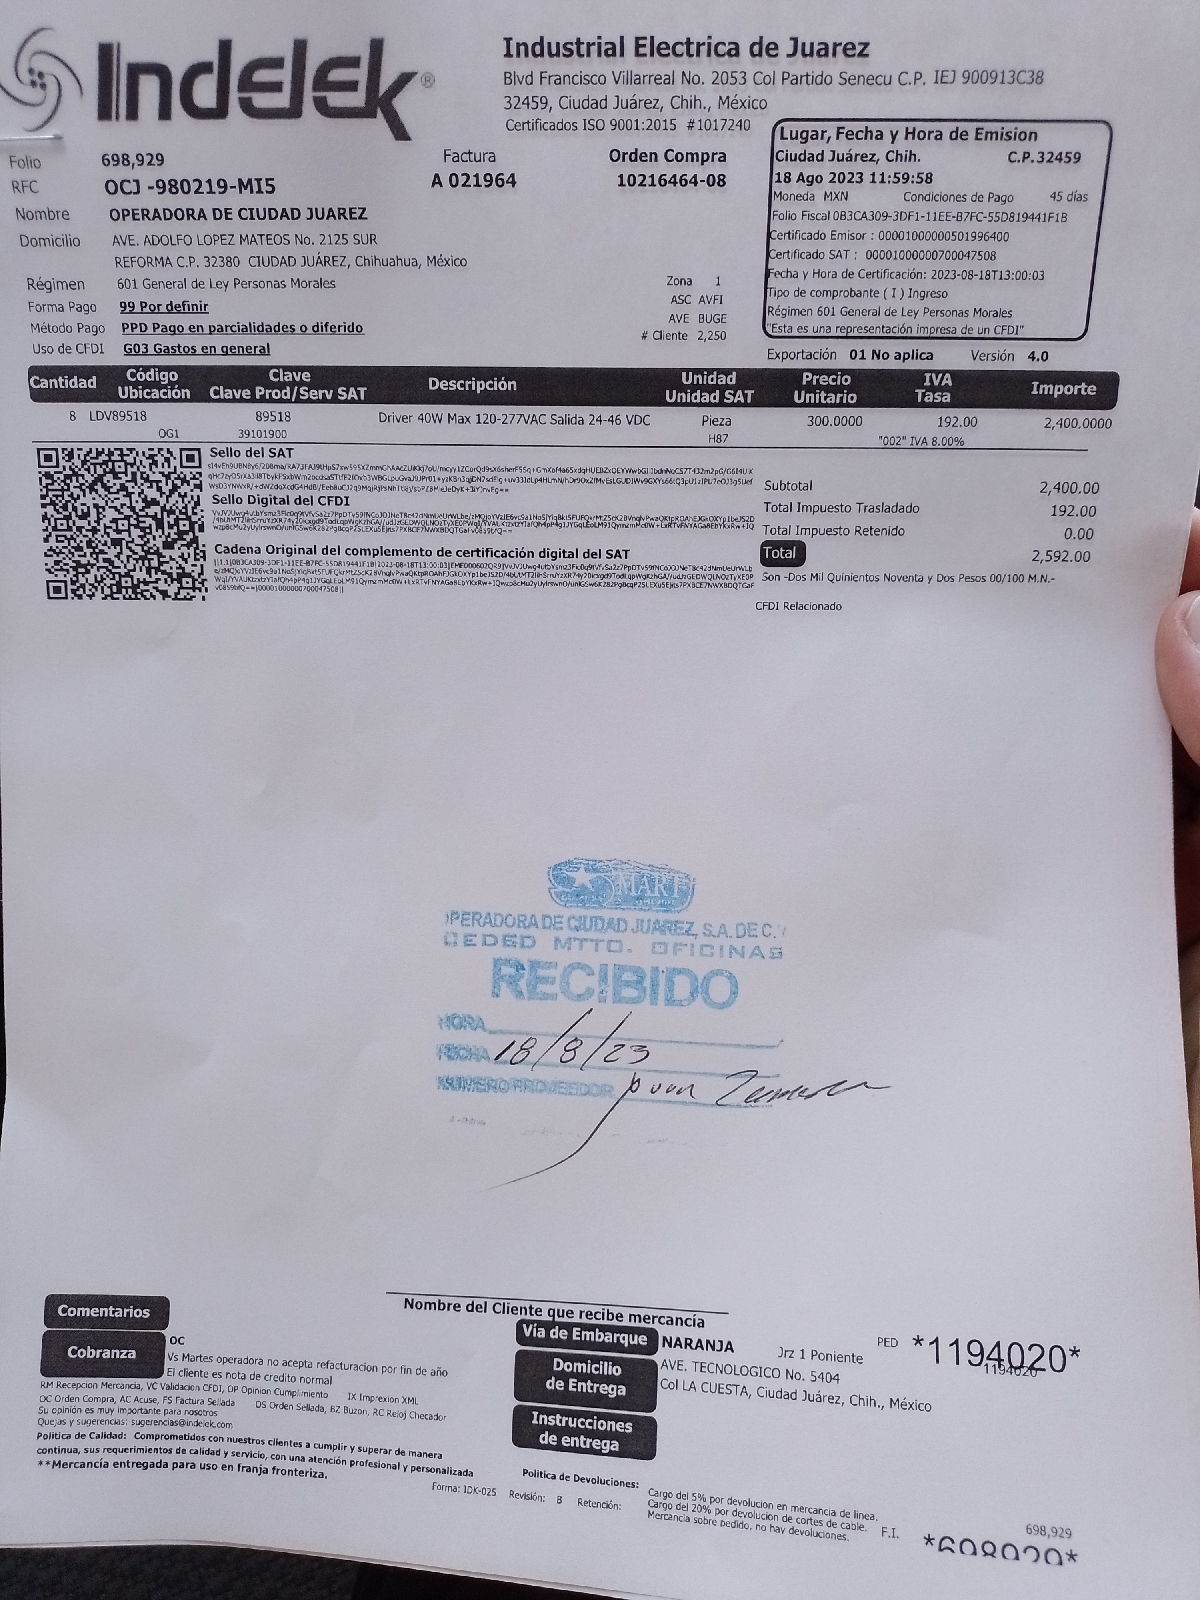 Indelek®
Industrial Electrica de Juarez
Blvd Francisco Villarreal No. 2053 Col Partido Senecu C.P. IEJ 900913C38
32459, Ciudad Juárez, Chih., México
Certificados ISO 9001:2015 #1017240
Folio 698,929
Factura
A 021964
Orden Compra
10216464-08
RFC OCJ -980219-MI5
Nombre OPERADORA DE CIUDAD JUAREZ
Domicilio AVE. ADOLFO LOPEZ MATEOS No. 2125 SUR
REFORMA C.P. 32380 CIUDAD JUÁREZ, Chihuahua, México
Régimen 601 General de Ley Personas Morales
Forma Pago 99 Por definir
Método Pago PPD Pago en parcialidades o diferido
Uso de CFDI G03 Gastos en general
Zona 1
ASC AVFI
AVE BUGE
# Cliente 2,250
Lugar, Fecha y Hora de Emision
Ciudad Juárez, Chih. C.P.32459
18 Ago 2023 11:59:58
Moneda MXN Condiciones de Pago 45 días
Folio Fiscal 0B3CA309-3DF1-11EE-B7FC-55D819441F1B
Certificado Emisor : 00001000000501996400
Certificado SAT : 00001000000700047508
Fecha y Hora de Certificación: 2023-08-18T13:00:03
Tipo de comprobante ( I ) Ingreso
Régimen 601 General de Ley Personas Morales
"Esta es una representación impresa de un CFDI"
Exportación 01 No aplica Versión 4.0
Cantidad Código Ubicación Clave Clave Prod/Serv SAT Descripción Unidad Unidad SAT Precio Unitario IVA Tasa Importe
8 LDV89518 89518 Driver 40W Max 120-277VAC Salida 24-46 VDC Pieza 300.0000 192.00 2,400.0000
OG1 39101900 H87 "002" IVA 8.00%
Sello del SAT
Sello Digital del CFDI
Cadena Original del complemento de certificación digital del SAT
Subtotal 2,400.00
Total Impuesto Trasladado 192.00
Total Impuesto Retenido 0.00
Total 2,592.00
Son -Dos Mil Quinientos Noventa y Dos Pesos 00/100 M.N.-
CFDI Relacionado
SMART
OPERADORA DE CIUDAD JUAREZ, S.A. DE C.V
CEDED MTTO. OFICINAS
RECIBIDO
HORA
FECHA 18/8/23
NUMERO PROVEEDOR
Nombre del Cliente que recibe mercancía
Comentarios
OC
Cobranza
Vs Martes operadora no acepta refacturacion por fin de año
El cliente es nota de credito normal
RM Recepcion Mercancia, VC Validacion CFDI, DP Opinion Cumplimiento IX Imprexion XML
OC Orden Compra, AC Acuse, FS Factura Sellada DS Orden Sellada, BZ Buzon, RC Reloj Checador
Su opinión es muy importante para nosotros
Quejas y sugerencias: sugerencias@indelek.com
Politica de Calidad: Comprometidos con nuestros clientes a cumplir y superar de manera
continua, sus requerimientos de calidad y servicio, con una atención profesional y personalizada
**Mercancía entregada para uso en franja fronteriza.
Vía de Embarque NARANJA Jrz 1 Poniente
PED *1194020*
1194020
Domicilio de Entrega
AVE. TECNOLOGICO No. 5404
Col LA CUESTA, Ciudad Juárez, Chih., México
Instrucciones de entrega
Forma: IDK-025 Revisión: B Retención:
Politica de Devoluciones: Cargo del 5% por devolucion en mercancia de linea.
Cargo del 20% por devolucion de cortes de cable.
Mercancia sobre pedido, no hay devoluciones.
F.I.
698,929